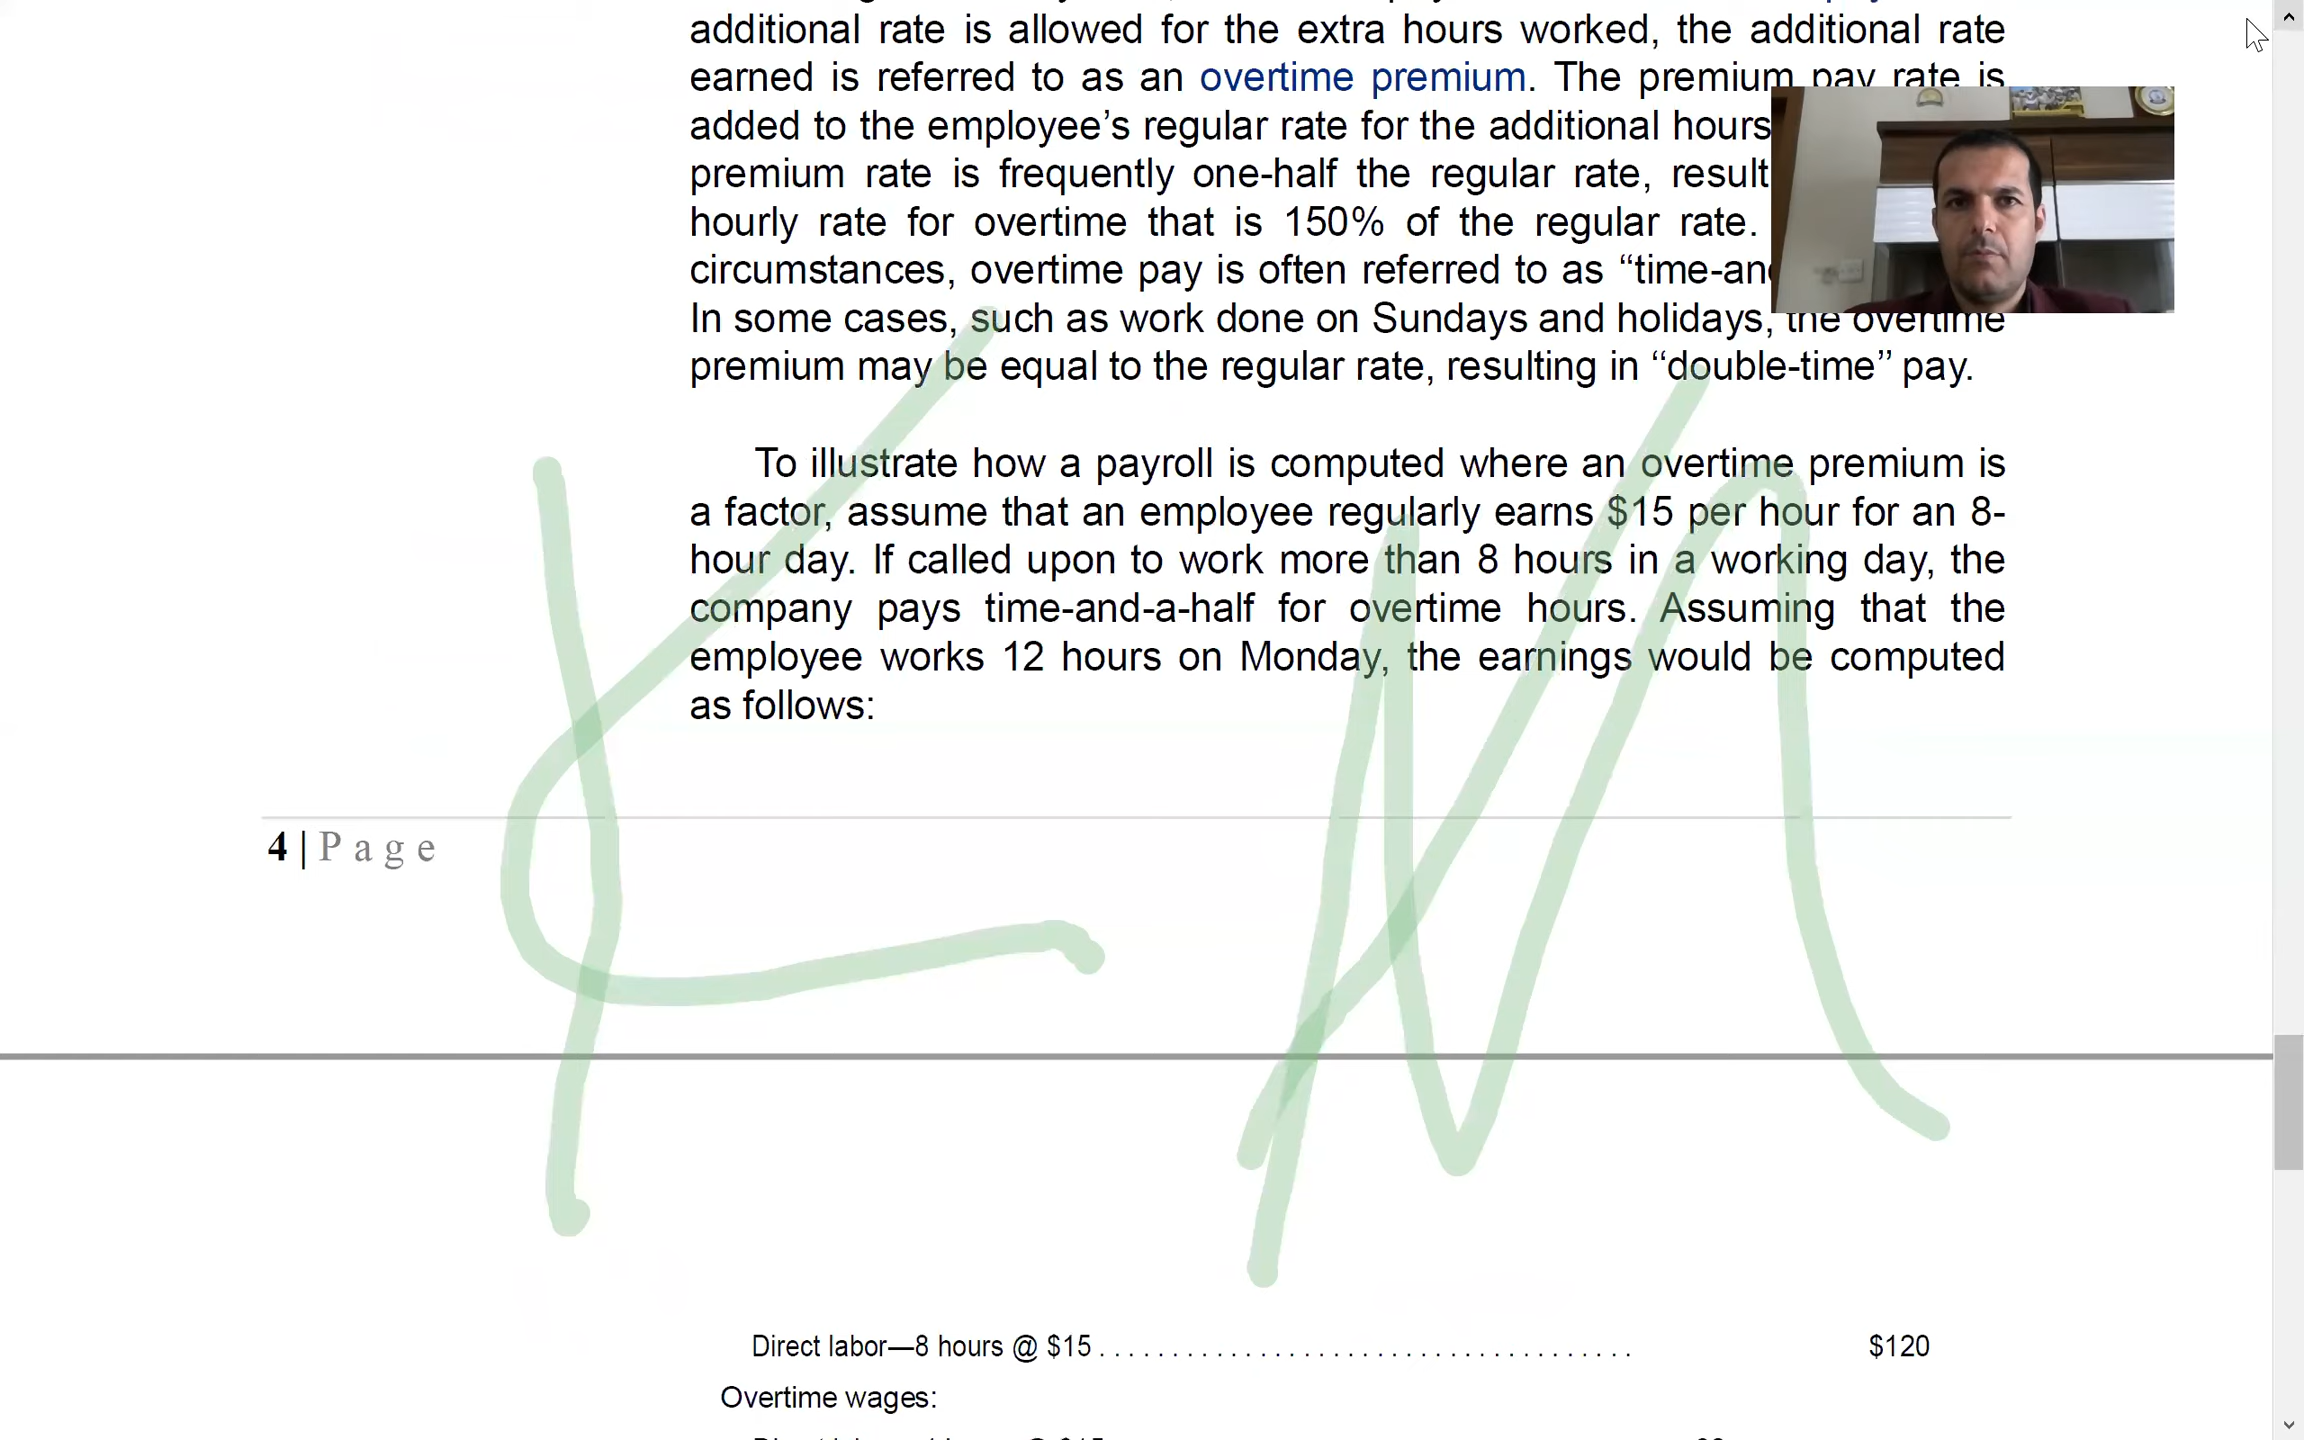 additional rate is allowed for the extra hours worked, the additional rate
earned is referred to as an overtime premium. The premium pay rate is
added to the employee’s regular rate for the additional hours
premium rate is frequently one-half the regular rate, result
hourly rate for overtime that is 150% of the regular rate.
circumstances, overtime pay is often referred to as “time-and
In some cases, such as work done on Sundays and holidays, the overtime
premium may be equal to the regular rate, resulting in “double-time” pay.
To illustrate how a payroll is computed where an overtime premium is
a factor, assume that an employee regularly earns $15 per hour for an 8-
hour day. If called upon to work more than 8 hours in a working day, the
company pays time-and-a-half for overtime hours. Assuming that the
employee works 12 hours on Monday, the earnings would be computed
as follows:
4 | Page
KM
Direct labor—8 hours @ $15 . . . . . . . . . . . . . . . . . . . . . . . . . . . . . . . . . . . . . $120
Overtime wages: